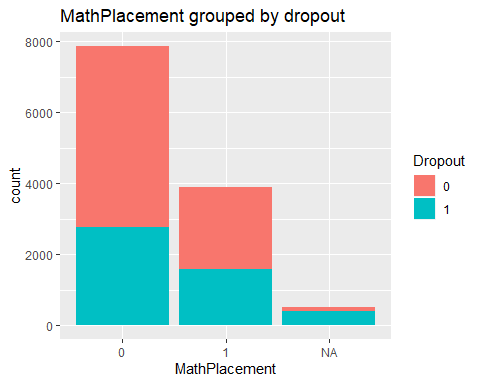 MathPlacement grouped by dropout
8000
6000
4000
2000
0
count
0 1 NA
MathPlacement
Dropout
0
1